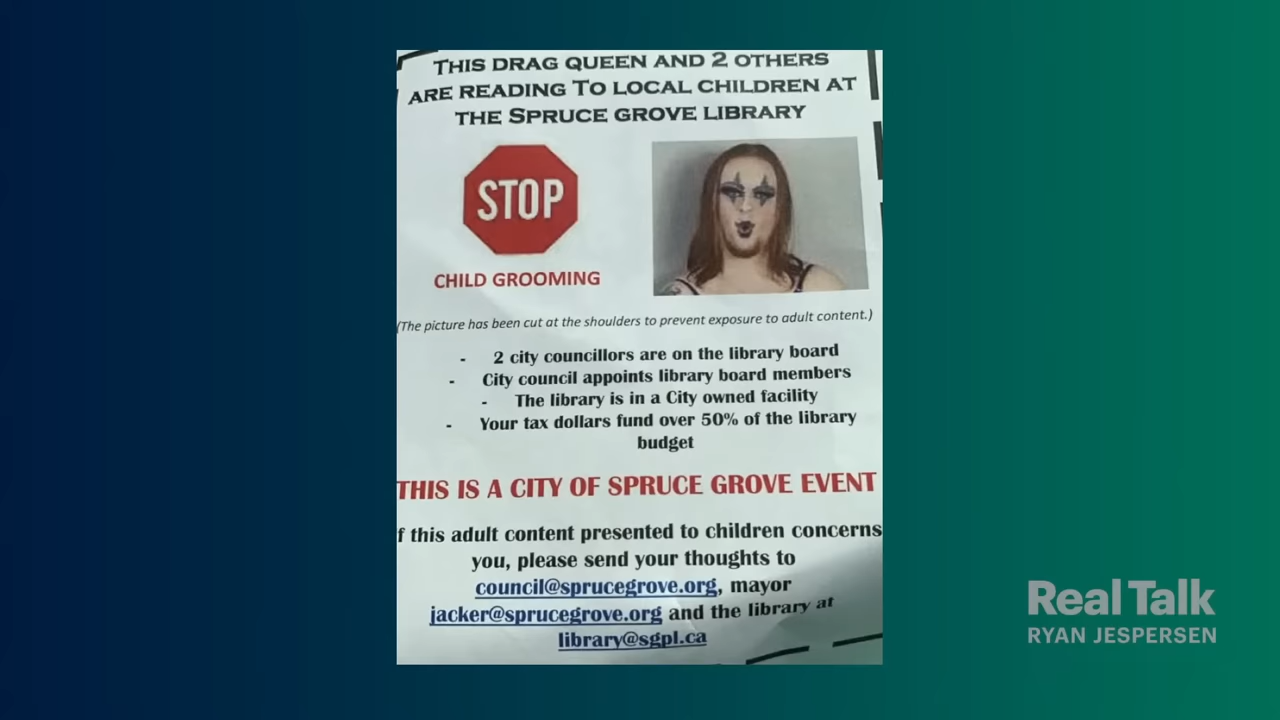 THIS DRAG QUEEN AND 2 OTHERS
ARE READING TO LOCAL CHILDREN AT
THE SPRUCE GROVE LIBRARY
STOP
CHILD GROOMING
(The picture has been cut at the shoulders to prevent exposure to adult content.)
- 2 city councillors are on the library board
- City council appoints library board members
- The library is in a City owned facility
- Your tax dollars fund over 50% of the library
budget
THIS IS A CITY OF SPRUCE GROVE EVENT
f this adult content presented to children concerns
you, please send your thoughts to
council@sprucegrove.org, mayor
jacker@sprucegrove.org and the library at
library@sgpl.ca
Real Talk
RYAN JESPERSEN